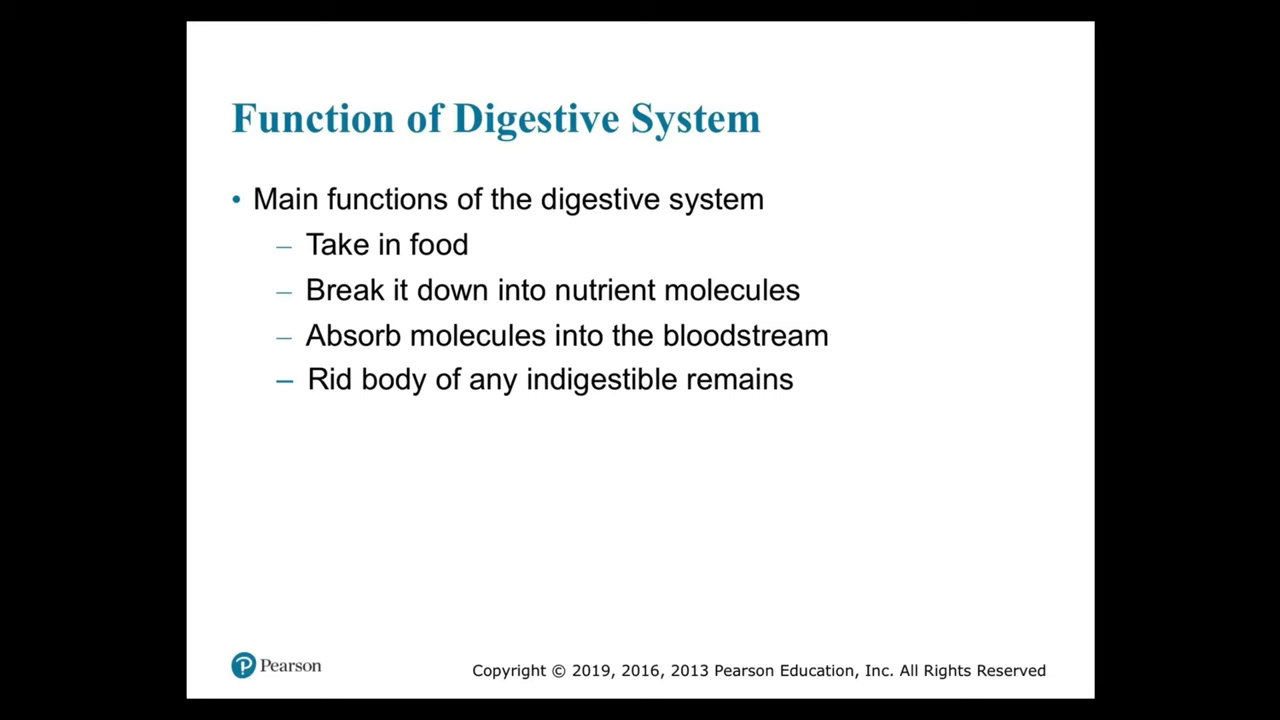 Function of Digestive System
• Main functions of the digestive system
– Take in food
– Break it down into nutrient molecules
– Absorb molecules into the bloodstream
– Rid body of any indigestible remains
Pearson
Copyright © 2019, 2016, 2013 Pearson Education, Inc. All Rights Reserved